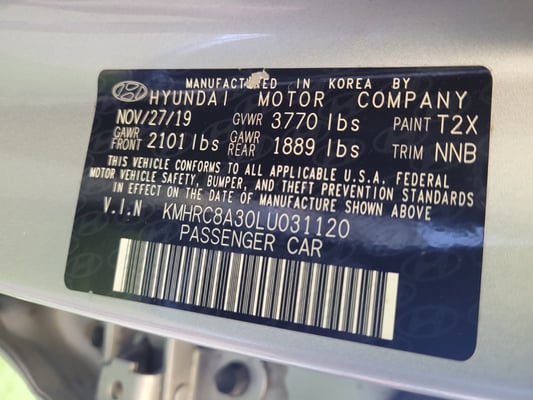 MANUFACTURED IN KOREA BY
HYUNDAI MOTOR COMPANY
NOV/27/19 GVWR 3770 lbs PAINT T2X
GAWR FRONT 2101 lbs GAWR REAR 1889 lbs TRIM NNB
THIS VEHICLE CONFORMS TO ALL APPLICABLE U.S.A. FEDERAL
MOTOR VEHICLE SAFETY, BUMPER, AND THEFT PREVENTION STANDARDS
IN EFFECT ON THE DATE OF MANUFACTURE SHOWN ABOVE
V.I.N KMHRC8A30LU031120
PASSENGER CAR